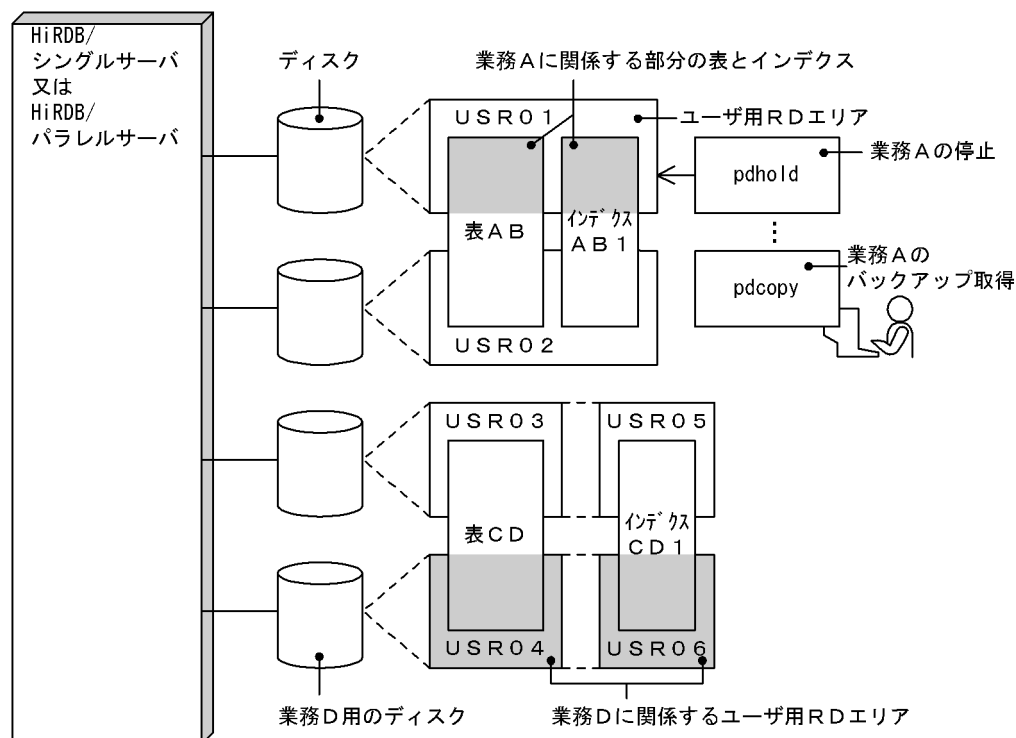 HiRDB/
シングルサーバ
又は
HiRDB/
パラレルサーバ
ディスク
業務Aに関係する部分の表とインデクス
USR01
ユーザ用RDエリア
業務Aの停止
pdhold
表AB
インデクス
AB1
業務Aの
バックアップ取得
pdcopy
USR02
USR03
USR05
表CD
インデクス
CD1
USR04
USR06
業務D用のディスク
業務Dに関係するユーザ用RDエリア